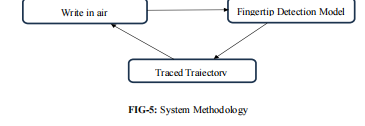 Write in air
Fingertip Detection Model
Traced Trajectory
FIG-5: System Methodology